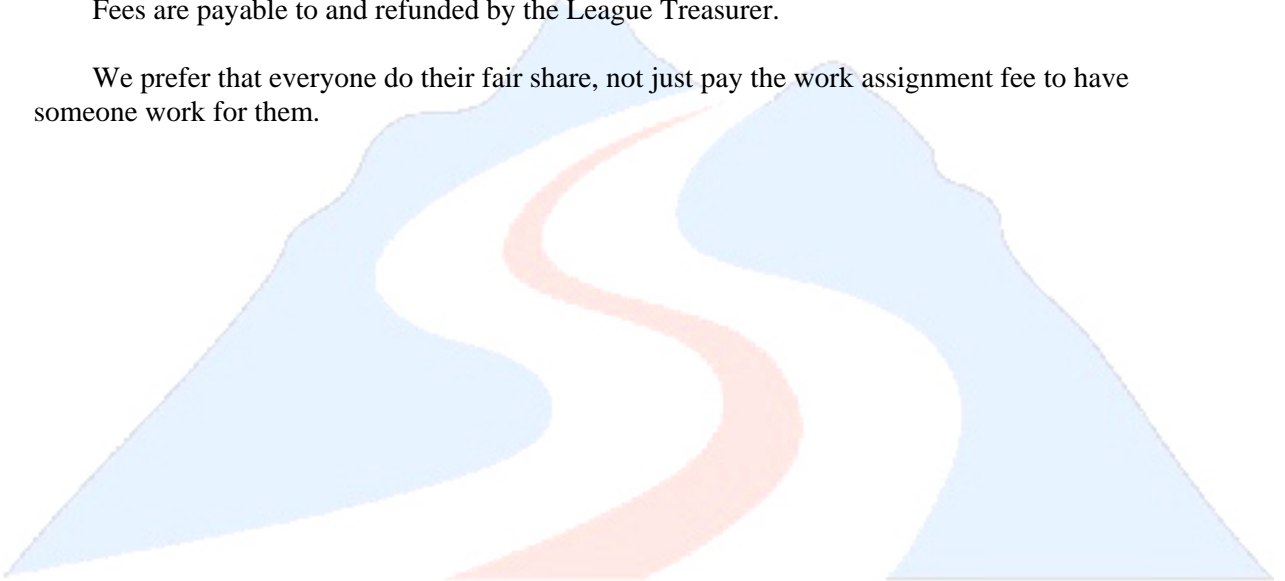 Fees are payable to and refunded by the League Treasurer.
We prefer that everyone do their fair share, not just pay the work assignment fee to have
someone work for them.